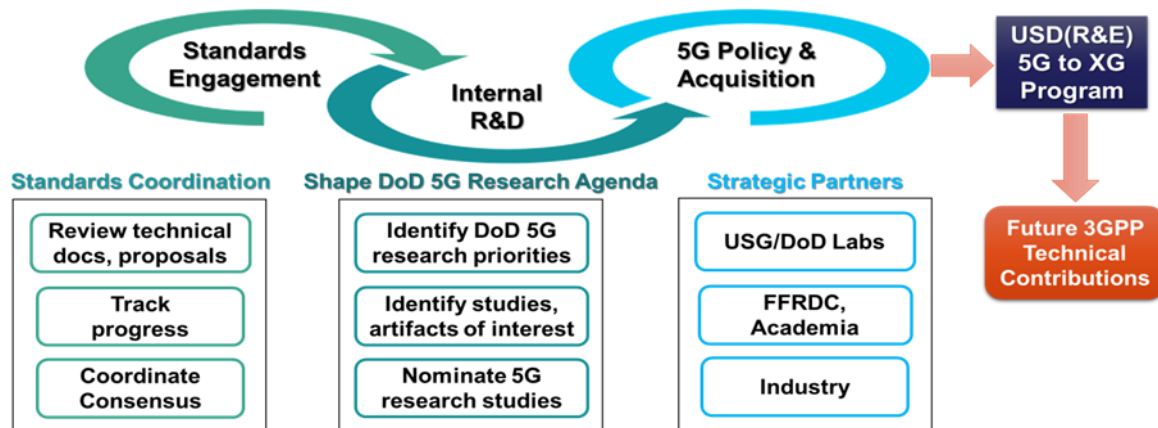 Standards
Engagement
Internal
R&D
5G Policy &
Acquisition
USD(R&E)
5G to XG
Program
Standards Coordination
Review technical
docs, proposals
Track
progress
Coordinate
Consensus
Shape DoD 5G Research Agenda
Identify DoD 5G
research priorities
Identify studies,
artifacts of interest
Nominate 5G
research studies
Strategic Partners
USG/DoD Labs
FFRDC,
Academia
Industry
Future 3GPP
Technical
Contributions